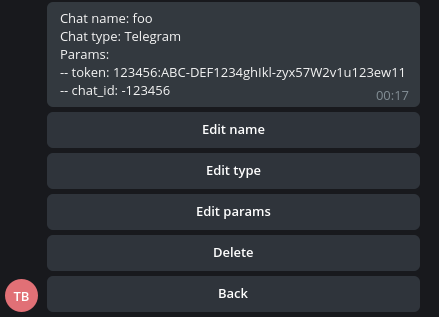 Chat name: foo
Chat type: Telegram
Params:
-- token: 123456:ABC-DEF1234ghIkl-zyx57W2v1u123ew11
-- chat_id: -123456
00:17
Edit name
Edit type
Edit params
Delete
Back
TB